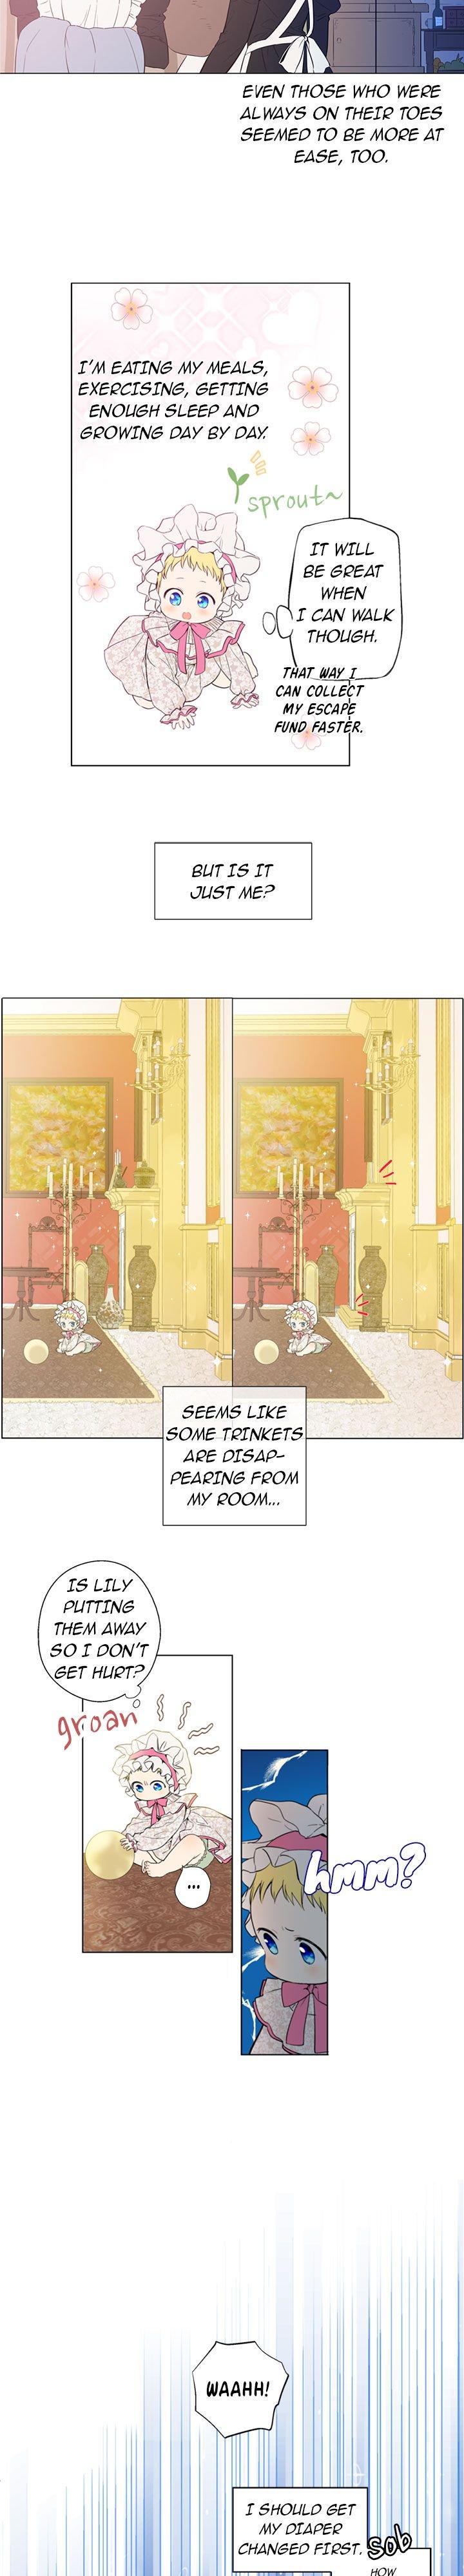 EVEN THOSE WHO WERE
ALWAYS ON THEIR TOES
SEEMED TO BE MORE AT
EASE, TOO.
I'M EATING MY MEALS,
EXERCISING, GETTING
ENOUGH SLEEP AND
GROWING DAY BY DAY.
sprout~
IT WILL
BE GREAT
WHEN
I CAN WALK
THOUGH.
THAT WAY I
CAN COLLECT
MY ESCAPE
FUND FASTER.
BUT IS IT
JUST ME?
SEEMS LIKE
SOME TRINKETS
ARE DISAP-
PEARING FROM
MY ROOM...
IS LILY
PUTTING
THEM AWAY
SO I DON'T
GET HURT?
groan
...
hmm?
WAAHH!
I SHOULD GET
MY DIAPER
CHANGED FIRST.
sob
HOW